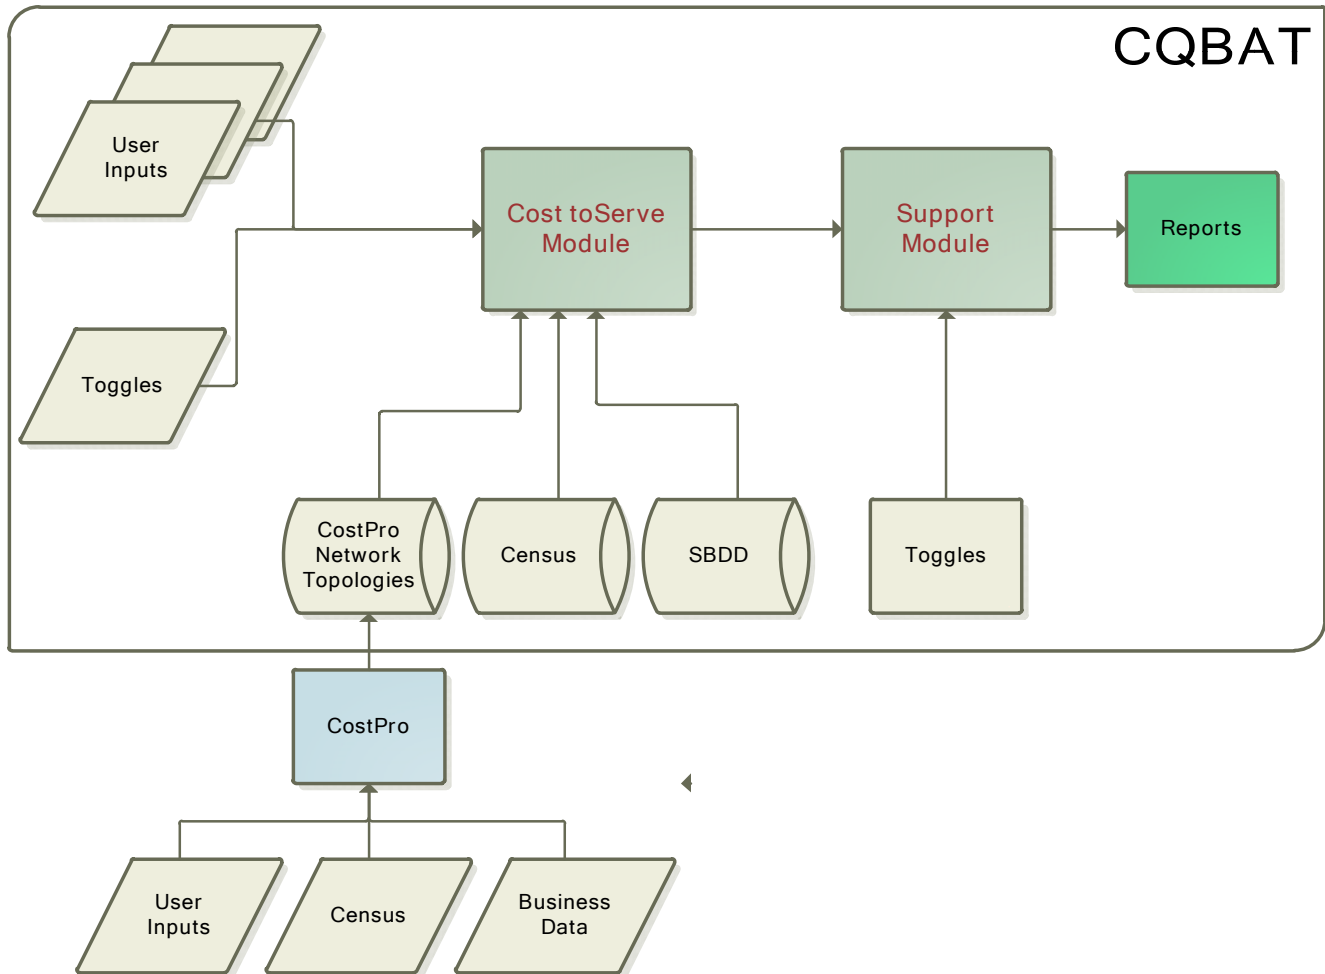 CQBAT
User
Inputs
Cost toServe
Module
Support
Module
Reports
Toggles
CostPro
Network
Topologies
Census
SBDD
Toggles
CostPro
User
Inputs
Census
Business
Data